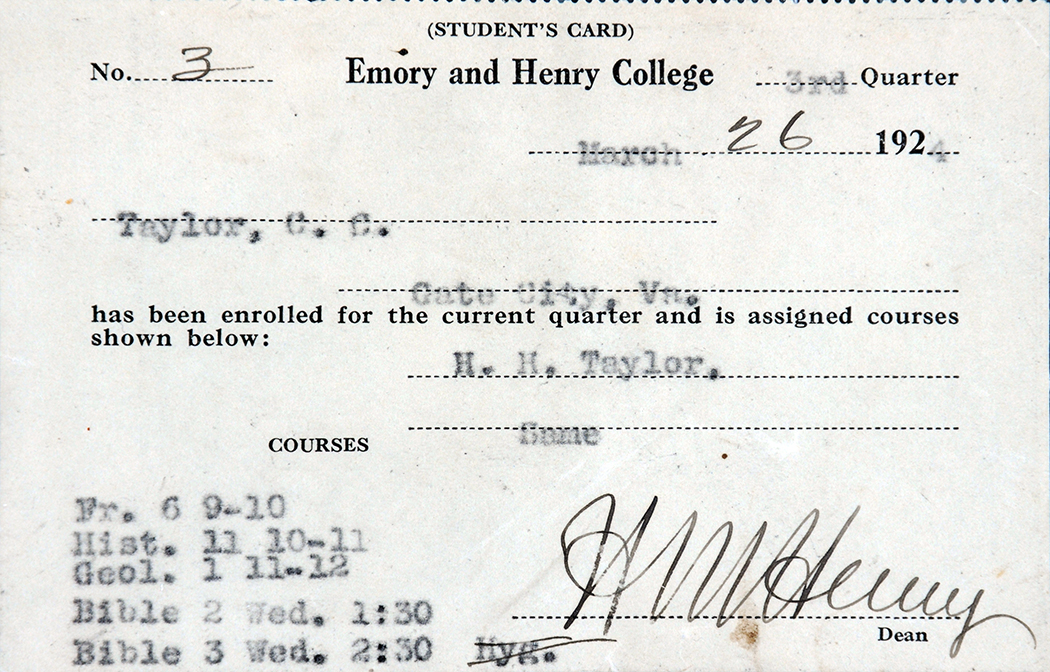 (STUDENT'S CARD)
No. 3 Emory and Henry College 3rd Quarter
March 26 1924
Taylor, C. C.
Gate City, Va.
has been enrolled for the current quarter and is assigned courses
shown below:
H. H. Taylor,
Same
COURSES
Fr. 6 9-10
Hist. 11 10-11
Geol. 1 11-12
Bible 2 Wed. 1:30
H M Henry
Dean
Bible 3 Wed. 2:30 Hyg.